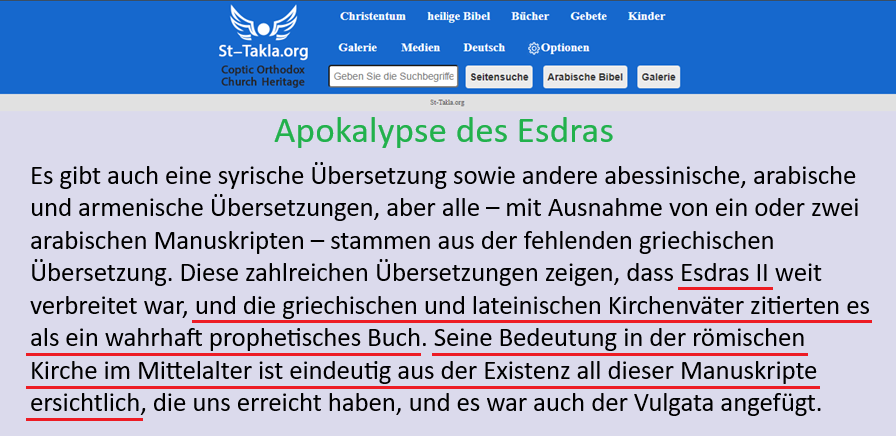 Christentum heilige Bibel Bücher Gebete Kinder
St-Takla.org
Coptic Orthodox
Church Heritage
Galerie Medien Deutsch Optionen
Geben Sie die Suchbegriffe Seitensuche Arabische Bibel Galerie
St-Takla.org
Apokalypse des Esdras
Es gibt auch eine syrische Übersetzung sowie andere abessinische, arabische
und armenische Übersetzungen, aber alle – mit Ausnahme von ein oder zwei
arabischen Manuskripten – stammen aus der fehlenden griechischen
Übersetzung. Diese zahlreichen Übersetzungen zeigen, dass Esdras II weit
verbreitet war, und die griechischen und lateinischen Kirchenväter zitierten es
als ein wahrhaft prophetisches Buch. Seine Bedeutung in der römischen
Kirche im Mittelalter ist eindeutig aus der Existenz all dieser Manuskripte
ersichtlich, die uns erreicht haben, und es war auch der Vulgata angefügt.